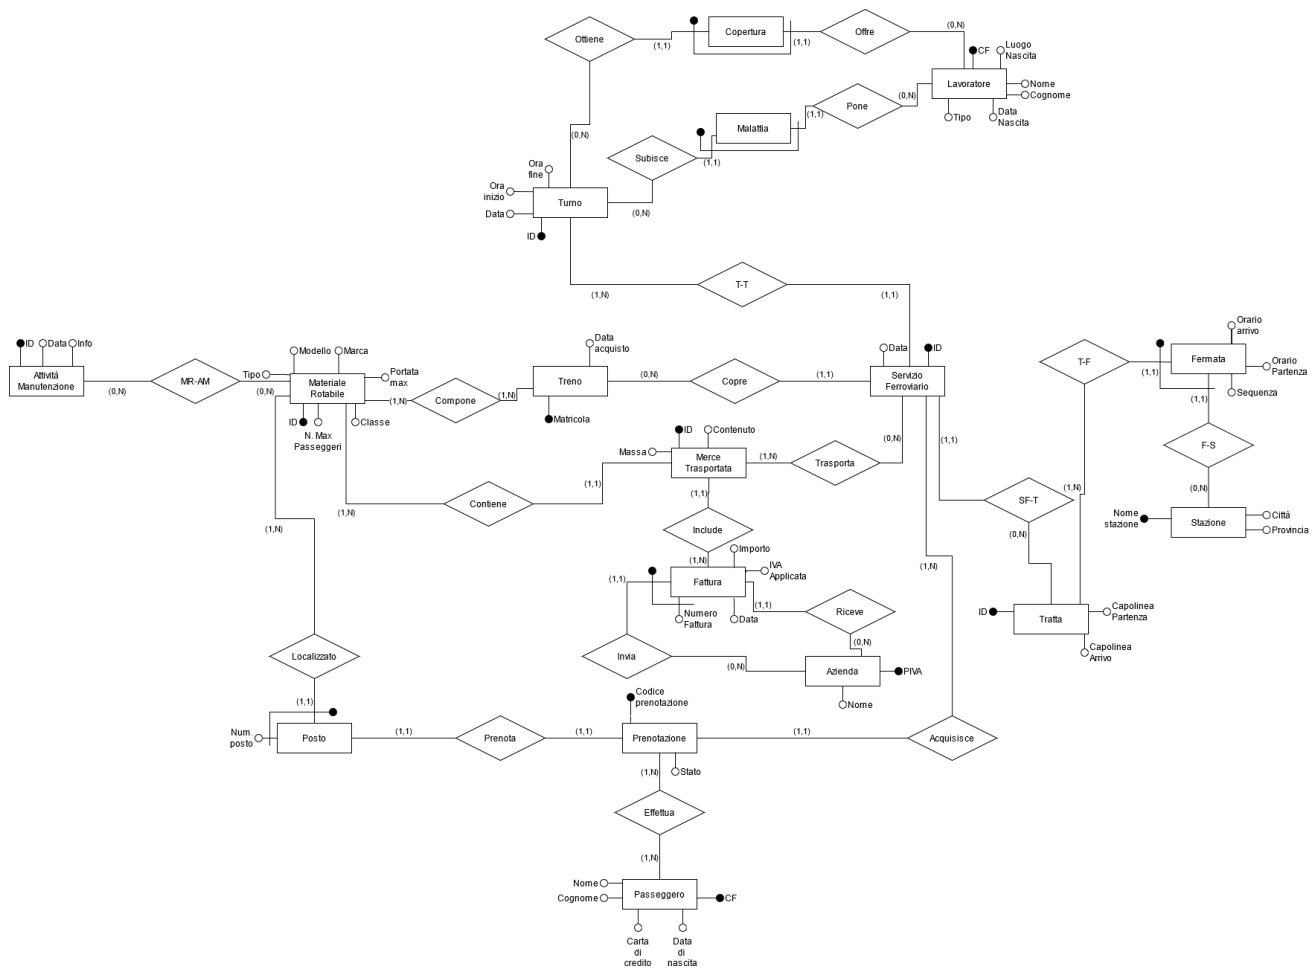 Ottiene
(1,1)
Copertura
(1,1)
Offre
(0,N)
CF
Luogo
Nascita
Lavoratore
Nome
Cognome
Tipo
Data
Nascita
(0,N)
Pone
(1,1)
Malattia
(1,1)
Subisce
(0,N)
(0,N)
Ora
fine
Ora
inizio
Data
Turno
ID
(1,N)
T-T
(1,1)
ID
Data
Info
Attività
Manutenzione
(0,N)
MR-AM
(0,N)
Modello
Marca
Tipo
Materiale
Rotabile
Portata
max
ID
N. Max
Passeggeri
Classe
(1,N)
Compone
(1,N)
Data
acquisto
Treno
Matricola
(0,N)
Copre
(1,1)
Data
ID
Servizio
Ferroviario
(0,N)
(1,1)
T-F
(1,1)
Orario
arrivo
Fermata
Orario
Partenza
Sequenza
(1,1)
F-S
(0,N)
Nome
stazione
Stazione
Città
Provincia
(1,N)
SF-T
(0,N)
ID
Tratta
Capolinea
Partenza
Capolinea
Arrivo
ID
Contenuto
Massa
Merce
Trasportata
(1,N)
Trasporta
(1,1)
Contiene
(1,N)
(1,N)
(1,1)
Include
(1,N)
Importo
IVA
Applicata
Fattura
Numero
Fattura
Data
(1,1)
(1,1)
Riceve
(0,N)
Invia
(0,N)
Azienda
PIVA
Nome
(1,N)
Localizzato
(1,1)
Num.
posto
Posto
(1,1)
Prenota
(1,1)
Codice
prenotazione
Prenotazione
Stato
(1,1)
Acquisisce
(1,N)
Effettua
(1,N)
Nome
Cognome
Passeggero
CF
Carta
di
credito
Data
di
nascita